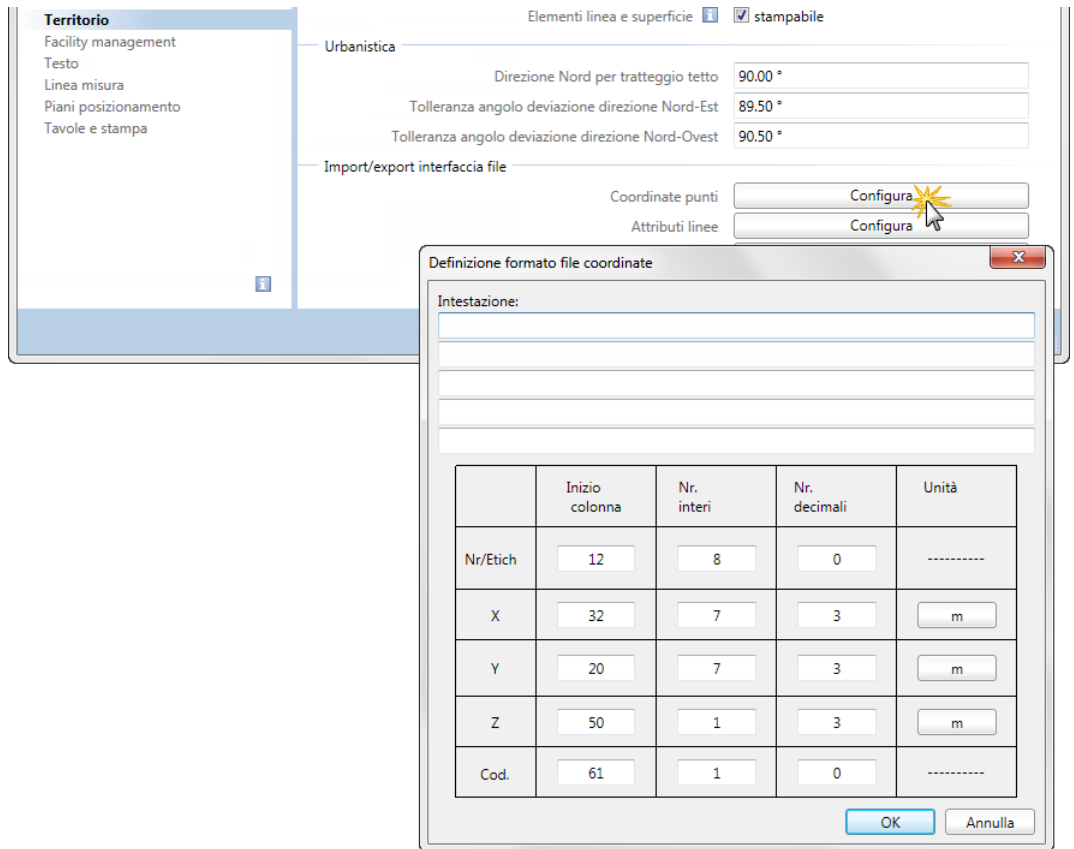 Territorio
Facility management
Testo
Linea misura
Piani posizionamento
Tavole e stampa
Elementi linea e superficie stampabile
Urbanistica
Direzione Nord per tratteggio tetto 90.00 °
Tolleranza angolo deviazione direzione Nord-Est 89.50 °
Tolleranza angolo deviazione direzione Nord-Ovest 90.50 °
Import/export interfaccia file
Coordinate punti Configura
Attributi linee Configura
Definizione formato file coordinate
Intestazione:
Inizio colonna Nr. interi Nr. decimali Unità
Nr/Etich 12 8 0 ----------
X 32 7 3 m
Y 20 7 3 m
Z 50 1 3 m
Cod. 61 1 0 ----------
OK Annulla